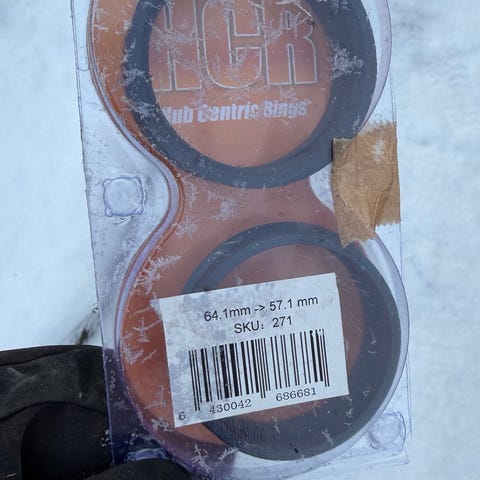 HCR
Hub Centric Rings
64.1mm -> 57.1 mm
SKU: 271
6 430042 686681